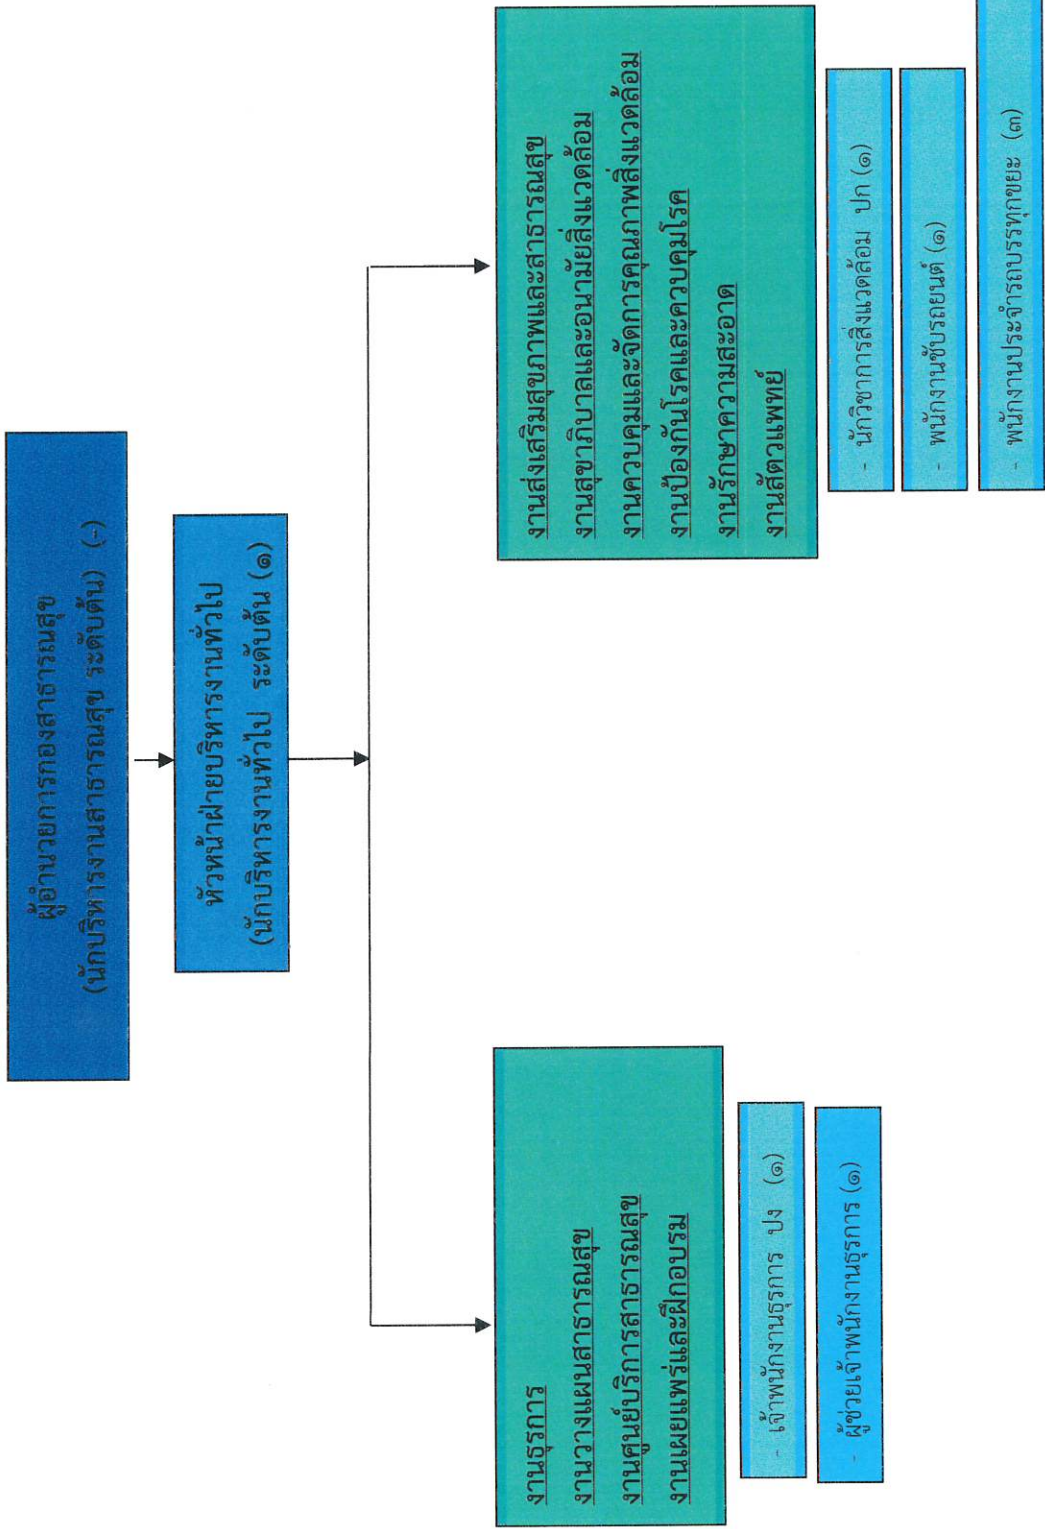 ผู้อำนวยการกองสาธารณสุข
(นักบริหารงานสาธารณสุข ระดับต้น) (-)
หัวหน้าฝ่ายบริหารงานทั่วไป
(นักบริหารงานทั่วไป ระดับต้น (๑)
งานธุรการ
งานวางแผนสาธารณสุข
งานศูนย์บริการสาธารณสุข
งานเผยแพร่และฝึกอบรม
- เจ้าพนักงานธุรการ ปง (๑)
- ผู้ช่วยเจ้าพนักงานธุรการ (๑)
งานส่งเสริมสุขภาพและสาธารณสุข
งานสุขาภิบาลและอนามัยสิ่งแวดล้อม
งานควบคุมและจัดการคุณภาพสิ่งแวดล้อม
งานป้องกันโรคและควบคุมโรค
งานรักษาความสะอาด
งานสัตวแพทย์
- นักวิชาการสิ่งแวดล้อม ปก (๑)
- พนักงานขับรถยนต์ (๑)
- พนักงานประจำรถบรรทุกขยะ (๓)